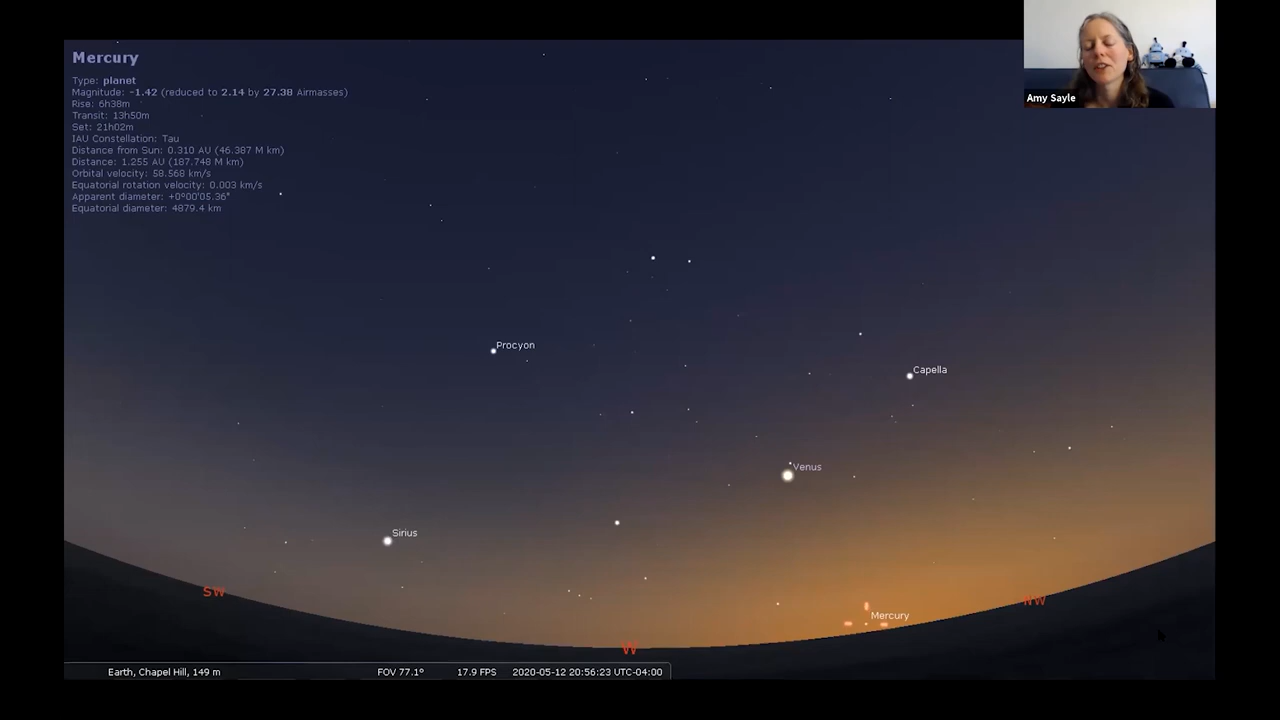 Mercury
Type: planet
Magnitude: -1.42 (reduced to 2.14 by 27.38 Airmasses)
Rise: 6h38m
Transit: 13h50m
Set: 21h02m
IAU Constellation: Tau
Distance from Sun: 0.310 AU (46.387 M km)
Distance: 1.255 AU (187.748 M km)
Orbital velocity: 58.568 km/s
Equatorial rotation velocity: 0.003 km/s
Apparent diameter: +0°00'05.36"
Equatorial diameter: 4879.4 km
Amy Sayle
Procyon
Capella
Venus
Sirius
SW
NW
Mercury
W
Earth, Chapel Hill, 149 m FOV 77.1° 17.9 FPS 2020-05-12 20:56:23 UTC-04:00